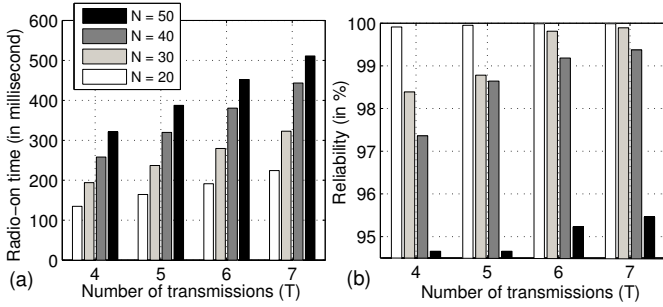 600
500
400
300
200
100
0
Radio-on time (in millisecond)
N = 50
N = 40
N = 30
N = 20
4 5 6 7
Number of transmissions (T)
(a)
100
99
98
97
96
95
Reliability (in %)
4 5 6 7
Number of transmissions (T)
(b)